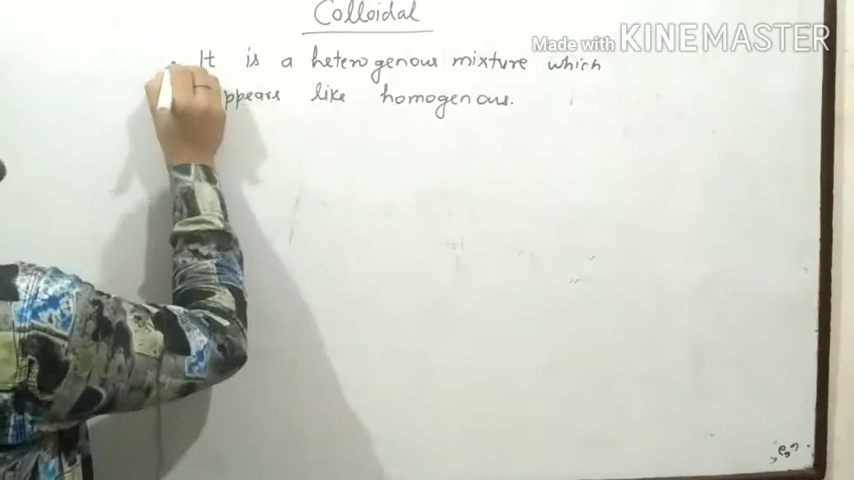 Colloidal
Made with KINEMASTER
It is a heterogenous mixture which
ppears like homogenous.